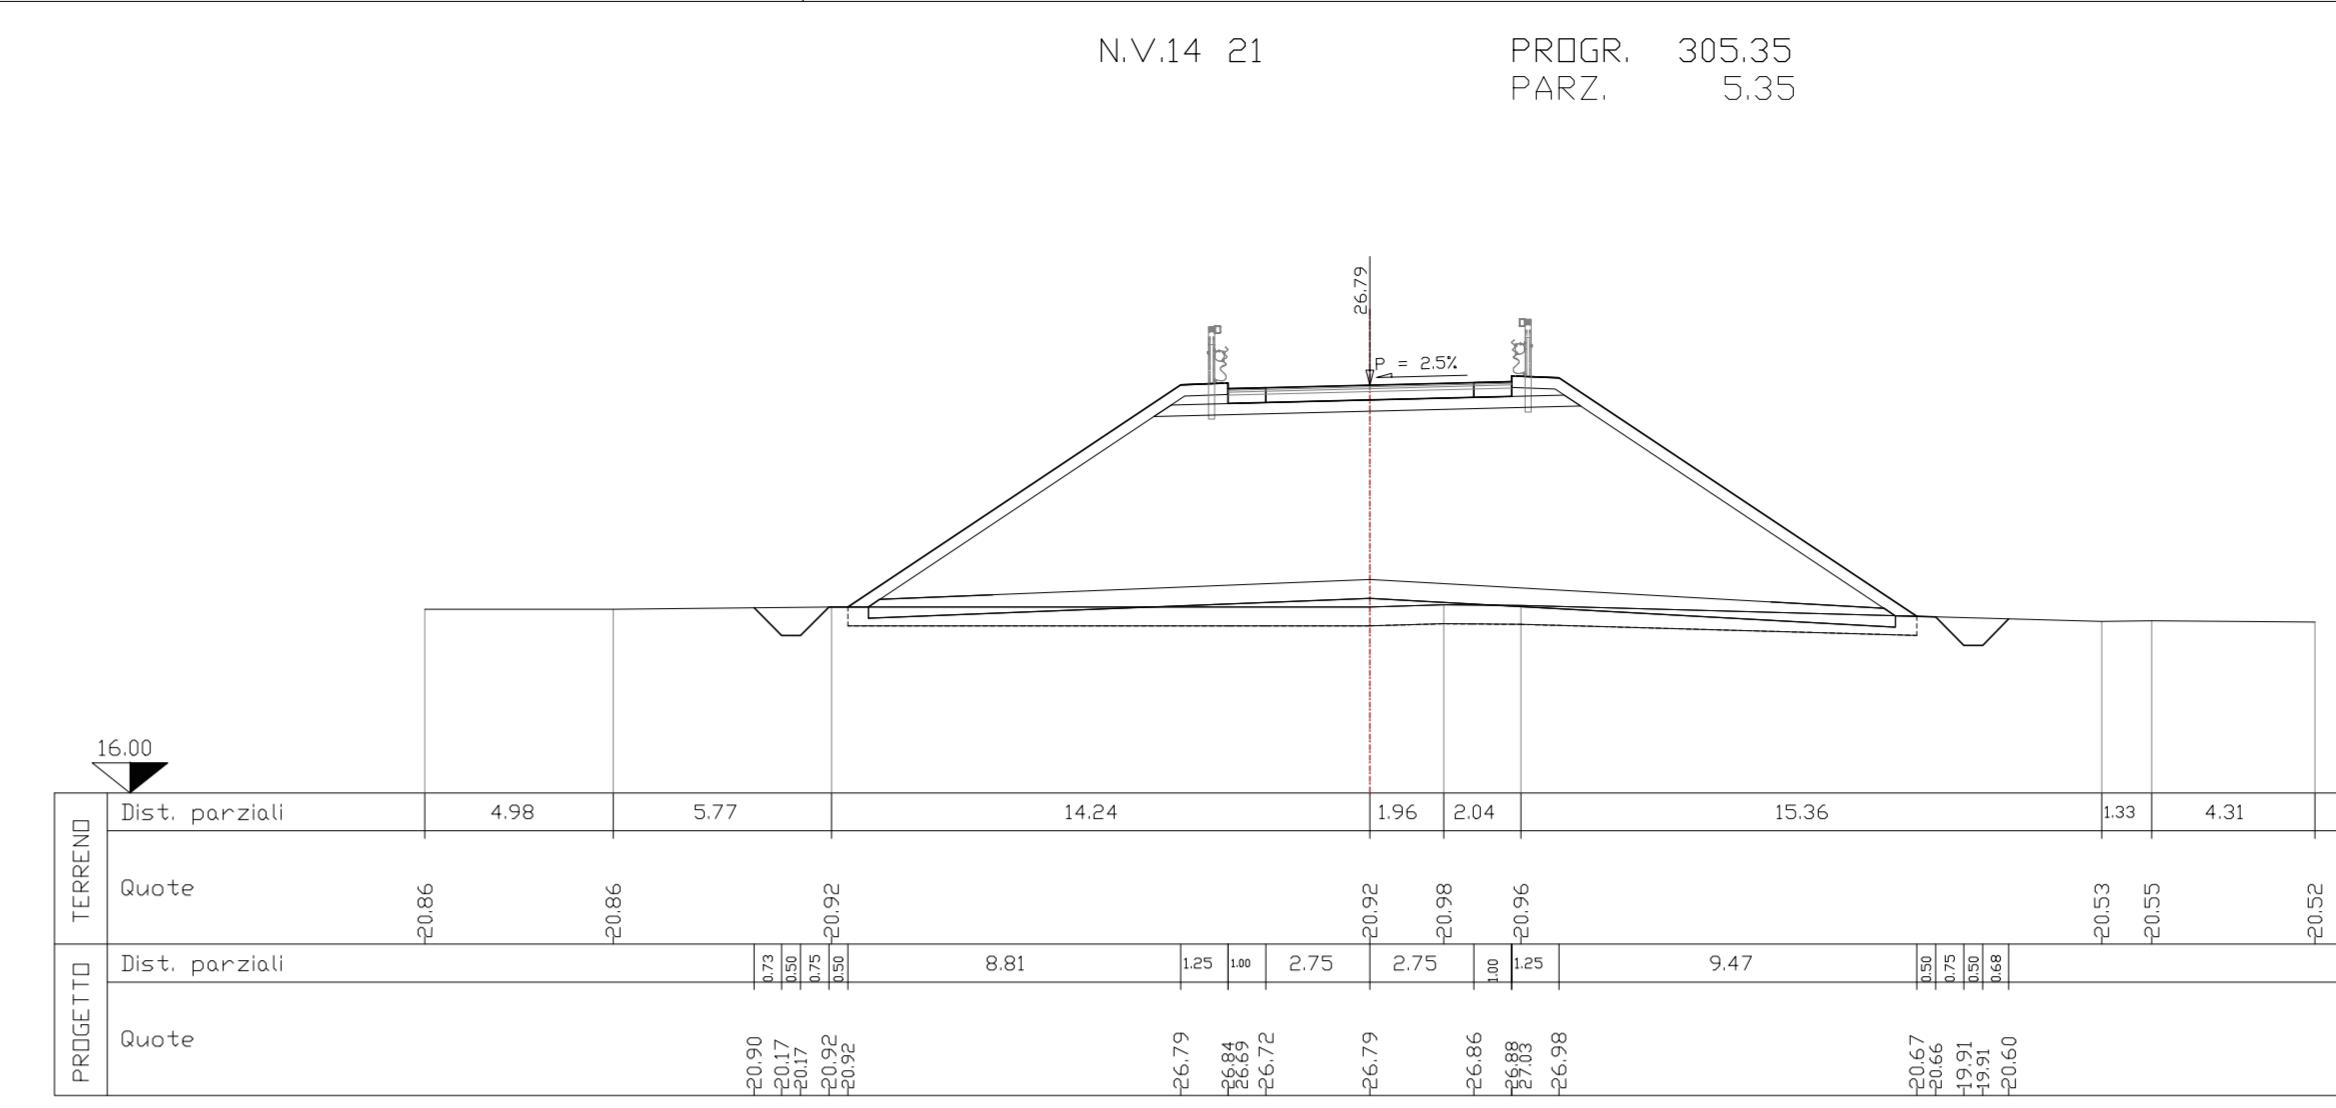 N.V.14 21
PROGR. 305.35
PARZ. 5.35
26.79
P = 2.5%
16.00
TERRENO
Dist. parziali 4.98 5.77 14.24 1.96 2.04 15.36 1.33 4.31
Quote 20.86 20.86 20.92 20.92 20.98 20.96 20.53 20.55 20.52
PROGETTO
Dist. parziali 0.73 0.50 0.75 0.50 8.81 1.25 1.00 2.75 2.75 1.00 1.25 9.47 0.50 0.75 0.50 0.68
Quote 20.90 20.17 20.17 20.92 20.92 26.79 26.84 26.69 26.72 26.79 26.86 26.88 27.03 26.98 20.67 20.66 19.91 19.91 20.60